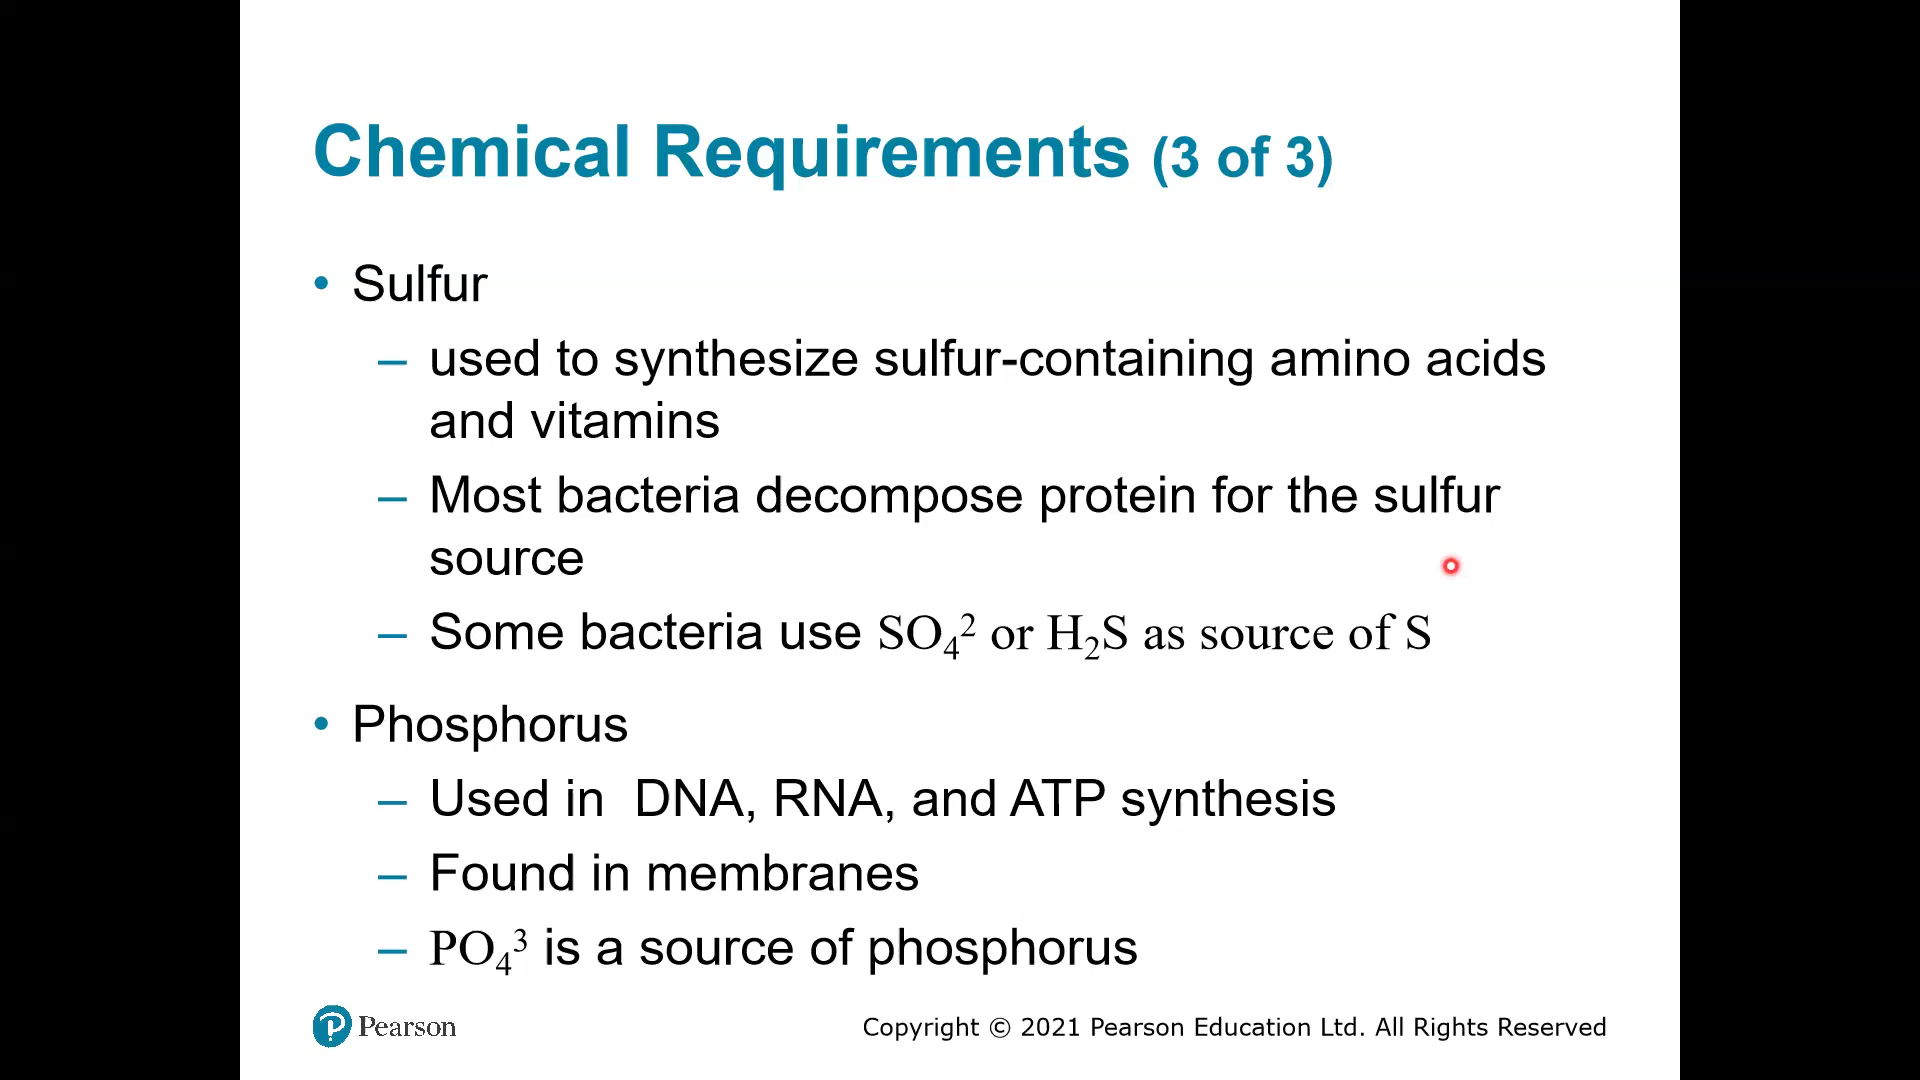 Chemical Requirements (3 of 3)
• Sulfur
– used to synthesize sulfur-containing amino acids
and vitamins
– Most bacteria decompose protein for the sulfur
source
– Some bacteria use SO₄² or H₂S as source of S
• Phosphorus
– Used in  DNA, RNA, and ATP synthesis
– Found in membranes
– PO₄³ is a source of phosphorus
Pearson
Copyright © 2021 Pearson Education Ltd. All Rights Reserved